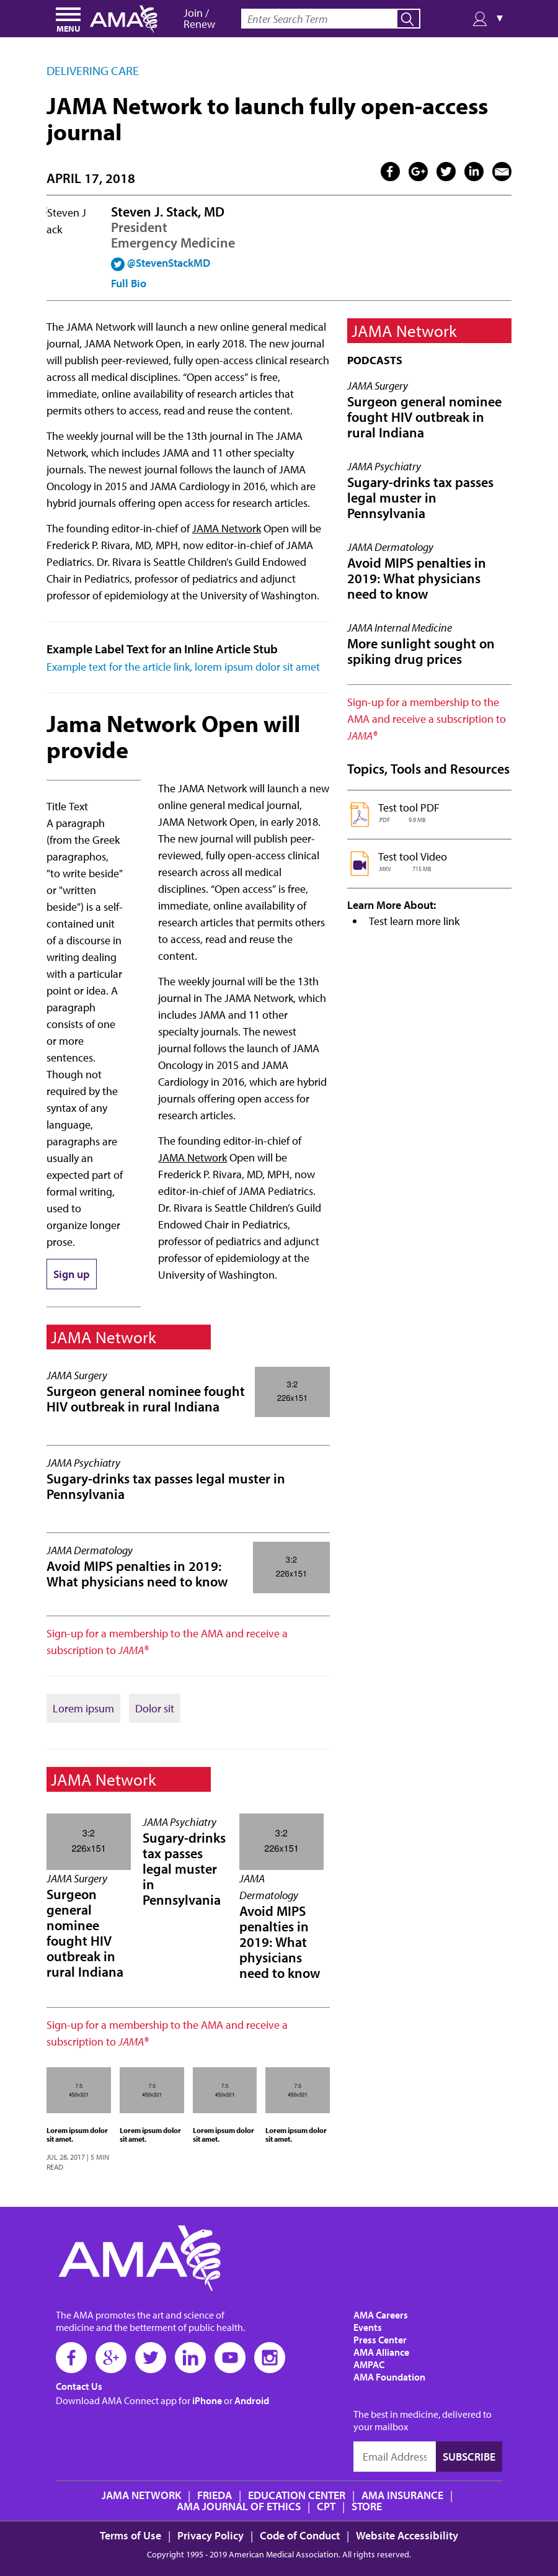 MENU
AMA
Join /
Renew
Enter Search Term
▼
DELIVERING CARE
JAMA Network to launch fully open-access
journal
APRIL 17, 2018
Steven J
ack
Steven J. Stack, MD
President
Emergency Medicine
@StevenStackMD
Full Bio
The JAMA Network will launch a new online general medical
journal, JAMA Network Open, in early 2018. The new journal
will publish peer-reviewed, fully open-access clinical research
across all medical disciplines. “Open access” is free,
immediate, online availability of research articles that
permits others to access, read and reuse the content.
The weekly journal will be the 13th journal in The JAMA
Network, which includes JAMA and 11 other specialty
journals. The newest journal follows the launch of JAMA
Oncology in 2015 and JAMA Cardiology in 2016, which are
hybrid journals offering open access for research articles.
The founding editor-in-chief of JAMA Network Open will be
Frederick P. Rivara, MD, MPH, now editor-in-chief of JAMA
Pediatrics. Dr. Rivara is Seattle Children’s Guild Endowed
Chair in Pediatrics, professor of pediatrics and adjunct
professor of epidemiology at the University of Washington.
Example Label Text for an Inline Article Stub
Example text for the article link, lorem ipsum dolor sit amet
Jama Network Open will
provide
Title Text
A paragraph
(from the Greek
paragraphos,
"to write beside"
or "written
beside") is a self-
contained unit
of a discourse in
writing dealing
with a particular
point or idea. A
paragraph
consists of one
or more
sentences.
Though not
required by the
syntax of any
language,
paragraphs are
usually an
expected part of
formal writing,
used to
organize longer
prose.
Sign up
The JAMA Network will launch a new
online general medical journal,
JAMA Network Open, in early 2018.
The new journal will publish peer-
reviewed, fully open-access clinical
research across all medical
disciplines. “Open access” is free,
immediate, online availability of
research articles that permits others
to access, read and reuse the
content.
The weekly journal will be the 13th
journal in The JAMA Network, which
includes JAMA and 11 other
specialty journals. The newest
journal follows the launch of JAMA
Oncology in 2015 and JAMA
Cardiology in 2016, which are hybrid
journals offering open access for
research articles.
The founding editor-in-chief of
JAMA Network Open will be
Frederick P. Rivara, MD, MPH, now
editor-in-chief of JAMA Pediatrics.
Dr. Rivara is Seattle Children’s Guild
Endowed Chair in Pediatrics,
professor of pediatrics and adjunct
professor of epidemiology at the
University of Washington.
JAMA Network
JAMA Surgery
Surgeon general nominee fought
HIV outbreak in rural Indiana
3:2
226x151
JAMA Psychiatry
Sugary-drinks tax passes legal muster in
Pennsylvania
JAMA Dermatology
Avoid MIPS penalties in 2019:
What physicians need to know
3:2
226x151
Sign-up for a membership to the AMA and receive a
subscription to JAMA®
Lorem ipsum
Dolor sit
JAMA Network
3:2
226x151
JAMA Surgery
Surgeon
general
nominee
fought HIV
outbreak in
rural Indiana
JAMA Psychiatry
Sugary-drinks
tax passes
legal muster
in
Pennsylvania
3:2
226x151
JAMA
Dermatology
Avoid MIPS
penalties in
2019: What
physicians
need to know
Sign-up for a membership to the AMA and receive a
subscription to JAMA®
7:5
450x321
Lorem ipsum dolor
sit amet.
JUL 28, 2017 | 5 MIN
READ
7:5
450x321
Lorem ipsum dolor
sit amet.
7:5
450x321
Lorem ipsum dolor
sit amet.
7:5
450x321
Lorem ipsum dolor
sit amet.
JAMA Network
PODCASTS
JAMA Surgery
Surgeon general nominee
fought HIV outbreak in
rural Indiana
JAMA Psychiatry
Sugary-drinks tax passes
legal muster in
Pennsylvania
JAMA Dermatology
Avoid MIPS penalties in
2019: What physicians
need to know
JAMA Internal Medicine
More sunlight sought on
spiking drug prices
Sign-up for a membership to the
AMA and receive a subscription to
JAMA®
Topics, Tools and Resources
Test tool PDF
.PDF 9.9 MB
Test tool Video
.MKV 715 MB
Learn More About:
• Test learn more link
AMA
The AMA promotes the art and science of
medicine and the betterment of public health.
Contact Us
Download AMA Connect app for iPhone or Android
AMA Careers
Events
Press Center
AMA Alliance
AMPAC
AMA Foundation
The best in medicine, delivered to
your mailbox
Email Address
SUBSCRIBE
JAMA NETWORK | FRIEDA | EDUCATION CENTER | AMA INSURANCE |
AMA JOURNAL OF ETHICS | CPT | STORE
Terms of Use | Privacy Policy | Code of Conduct | Website Accessibility
Copyright 1995 - 2019 American Medical Association. All rights reserved.